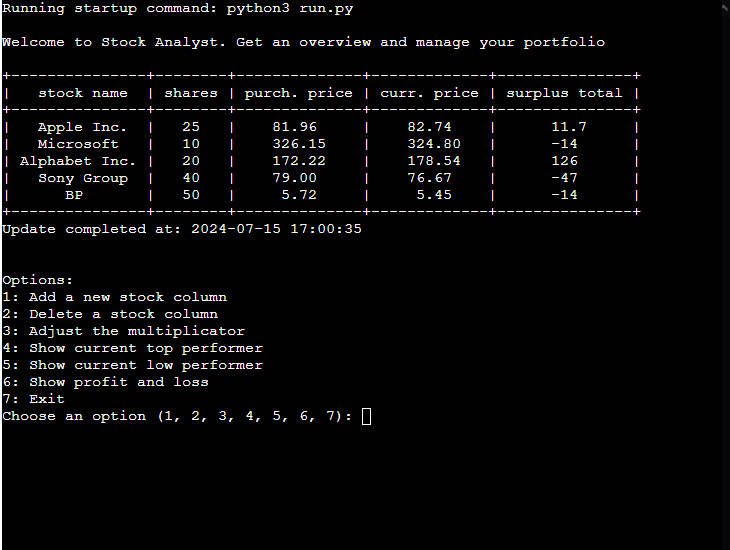 Running startup command: python3 run.py
Welcome to Stock Analyst. Get an overview and manage your portfolio
+---------------+--------+--------------+-------------+---------------+
|   stock name  | shares | purch. price | curr. price | surplus total |
+---------------+--------+--------------+-------------+---------------+
|   Apple Inc.  |   25   |    81.96     |    82.74    |      11.7     |
|   Microsoft   |   10   |    326.15    |    324.80   |      -14      |
| Alphabet Inc. |   20   |    172.22    |    178.54   |      126      |
|   Sony Group  |   40   |    79.00     |    76.67    |      -47      |
|      BP       |   50   |     5.72     |     5.45    |      -14      |
+---------------+--------+--------------+-------------+---------------+
Update completed at: 2024-07-15 17:00:35
Options:
1: Add a new stock column
2: Delete a stock column
3: Adjust the multiplicator
4: Show current top performer
5: Show current low performer
6: Show profit and loss
7: Exit
Choose an option (1, 2, 3, 4, 5, 6, 7):